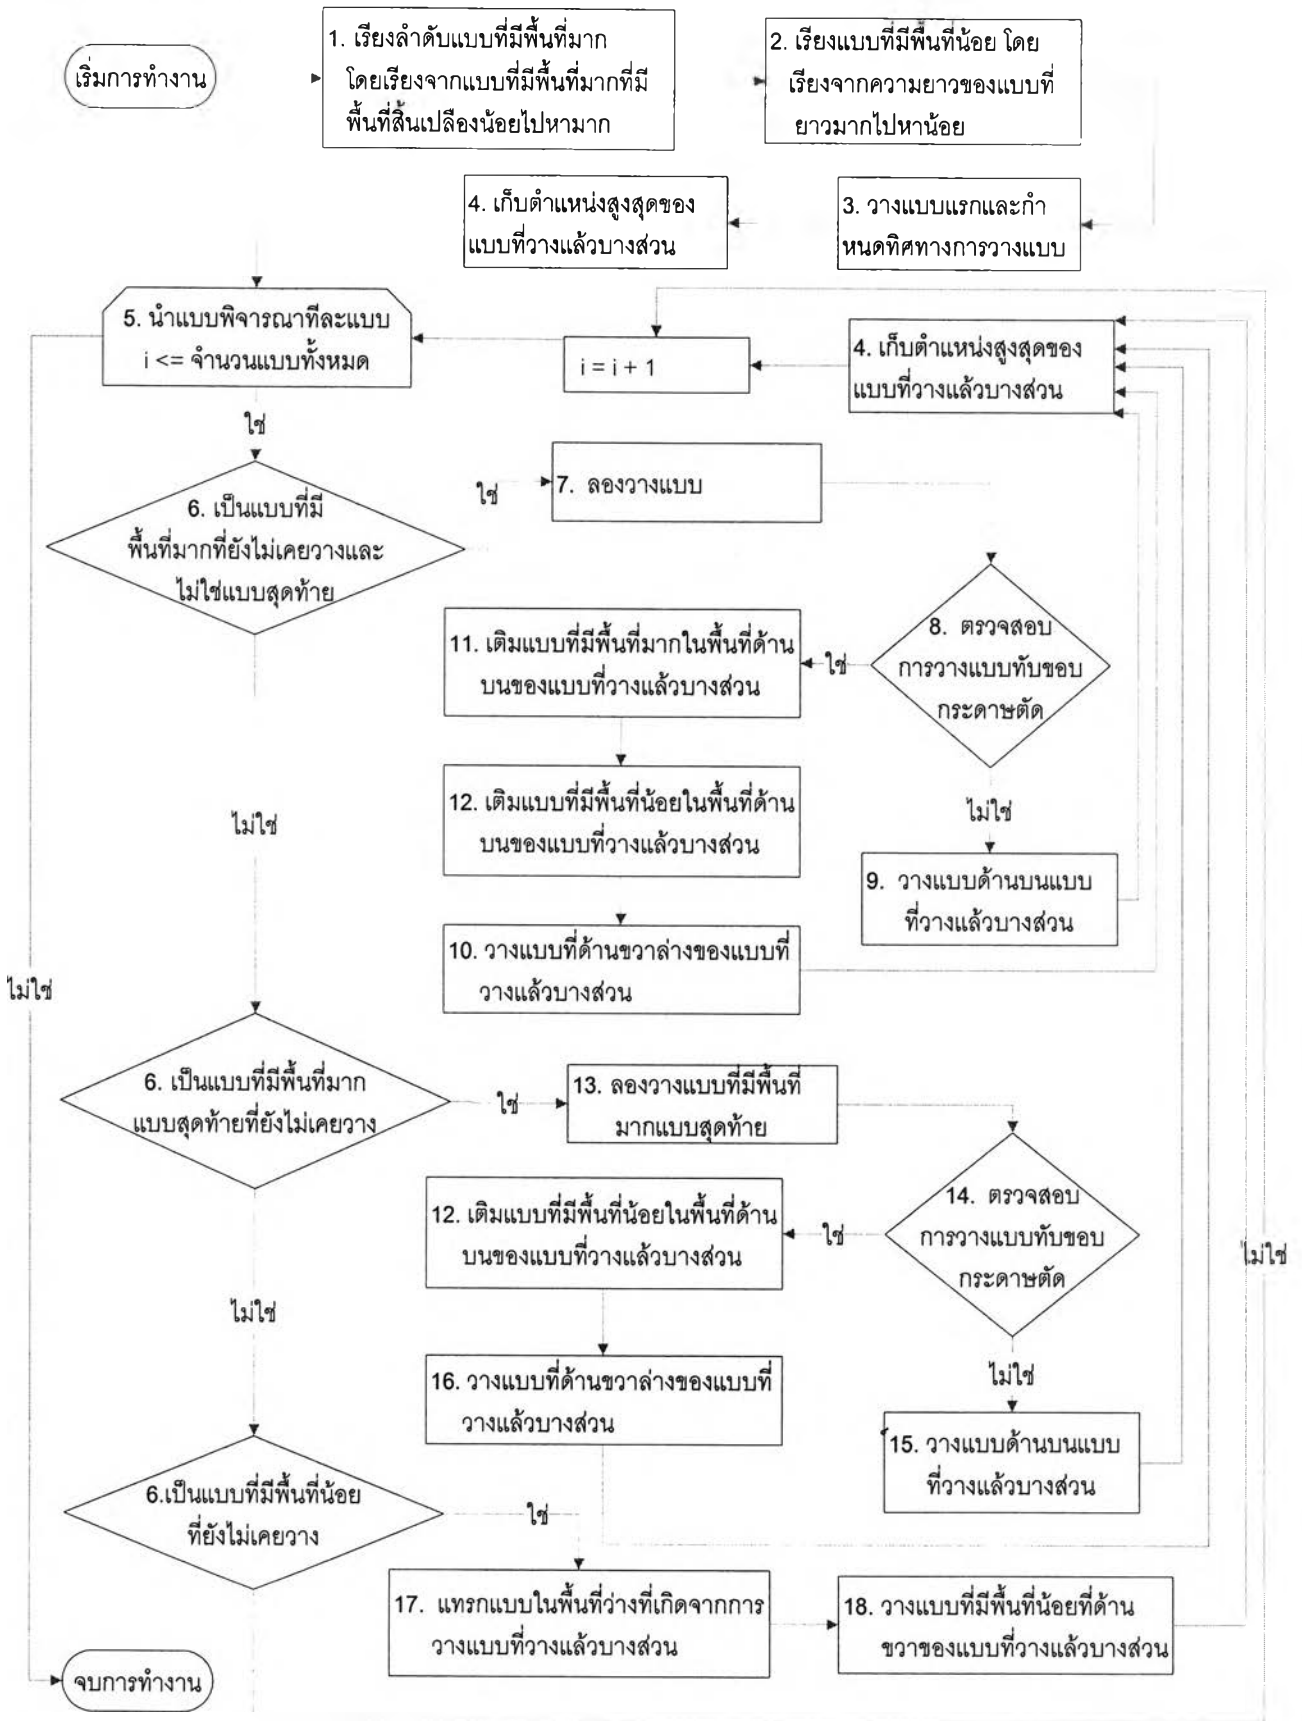 เริ่มการทำงาน
1. เรียงลำดับแบบที่มีพื้นที่มาก
โดยเรียงจากแบบที่มีพื้นที่มากที่มี
พื้นที่สิ้นเปลืองน้อยไปหามาก
2. เรียงแบบที่มีพื้นที่น้อย โดย
เรียงจากความยาวของแบบที่
ยาวมากไปหาน้อย
4. เก็บตำแหน่งสูงสุดของ
แบบที่วางแล้วบางส่วน
3. วางแบบแรกและกำ
หนดทิศทางการวางแบบ
5. นำแบบพิจารณาทีละแบบ
i <= จำนวนแบบทั้งหมด
i = i + 1
4. เก็บตำแหน่งสูงสุดของ
แบบที่วางแล้วบางส่วน
ใช่
6. เป็นแบบที่มี
พื้นที่มากที่ยังไม่เคยวางและ
ไม่ใช่แบบสุดท้าย
ใช่
7. ลองวางแบบ
8. ตรวจสอบ
การวางแบบทับขอบ
กระดาษตัด
ใช่
11. เติมแบบที่มีพื้นที่มากในพื้นที่ด้าน
บนของแบบที่วางแล้วบางส่วน
12. เติมแบบที่มีพื้นที่น้อยในพื้นที่ด้าน
บนของแบบที่วางแล้วบางส่วน
ไม่ใช่
ไม่ใช่
9. วางแบบด้านบนแบบ
ที่วางแล้วบางส่วน
10. วางแบบที่ด้านขวาล่างของแบบที่
วางแล้วบางส่วน
ไม่ใช่
6. เป็นแบบที่มีพื้นที่มาก
แบบสุดท้ายที่ยังไม่เคยวาง
ใช่
13. ลองวางแบบที่มีพื้นที่
มากแบบสุดท้าย
14. ตรวจสอบ
การวางแบบทับขอบ
กระดาษตัด
ใช่
12. เติมแบบที่มีพื้นที่น้อยในพื้นที่ด้าน
บนของแบบที่วางแล้วบางส่วน
ไม่ใช่
ไม่ใช่
ไม่ใช่
16. วางแบบที่ด้านขวาล่างของแบบที่
วางแล้วบางส่วน
15. วางแบบด้านบนแบบ
ที่วางแล้วบางส่วน
6.เป็นแบบที่มีพื้นที่น้อย
ที่ยังไม่เคยวาง
ใช่
17. แทรกแบบในพื้นที่ว่างที่เกิดจากการ
วางแบบที่วางแล้วบางส่วน
18. วางแบบที่มีพื้นที่น้อยที่ด้าน
ขวาของแบบที่วางแล้วบางส่วน
จบการทำงาน